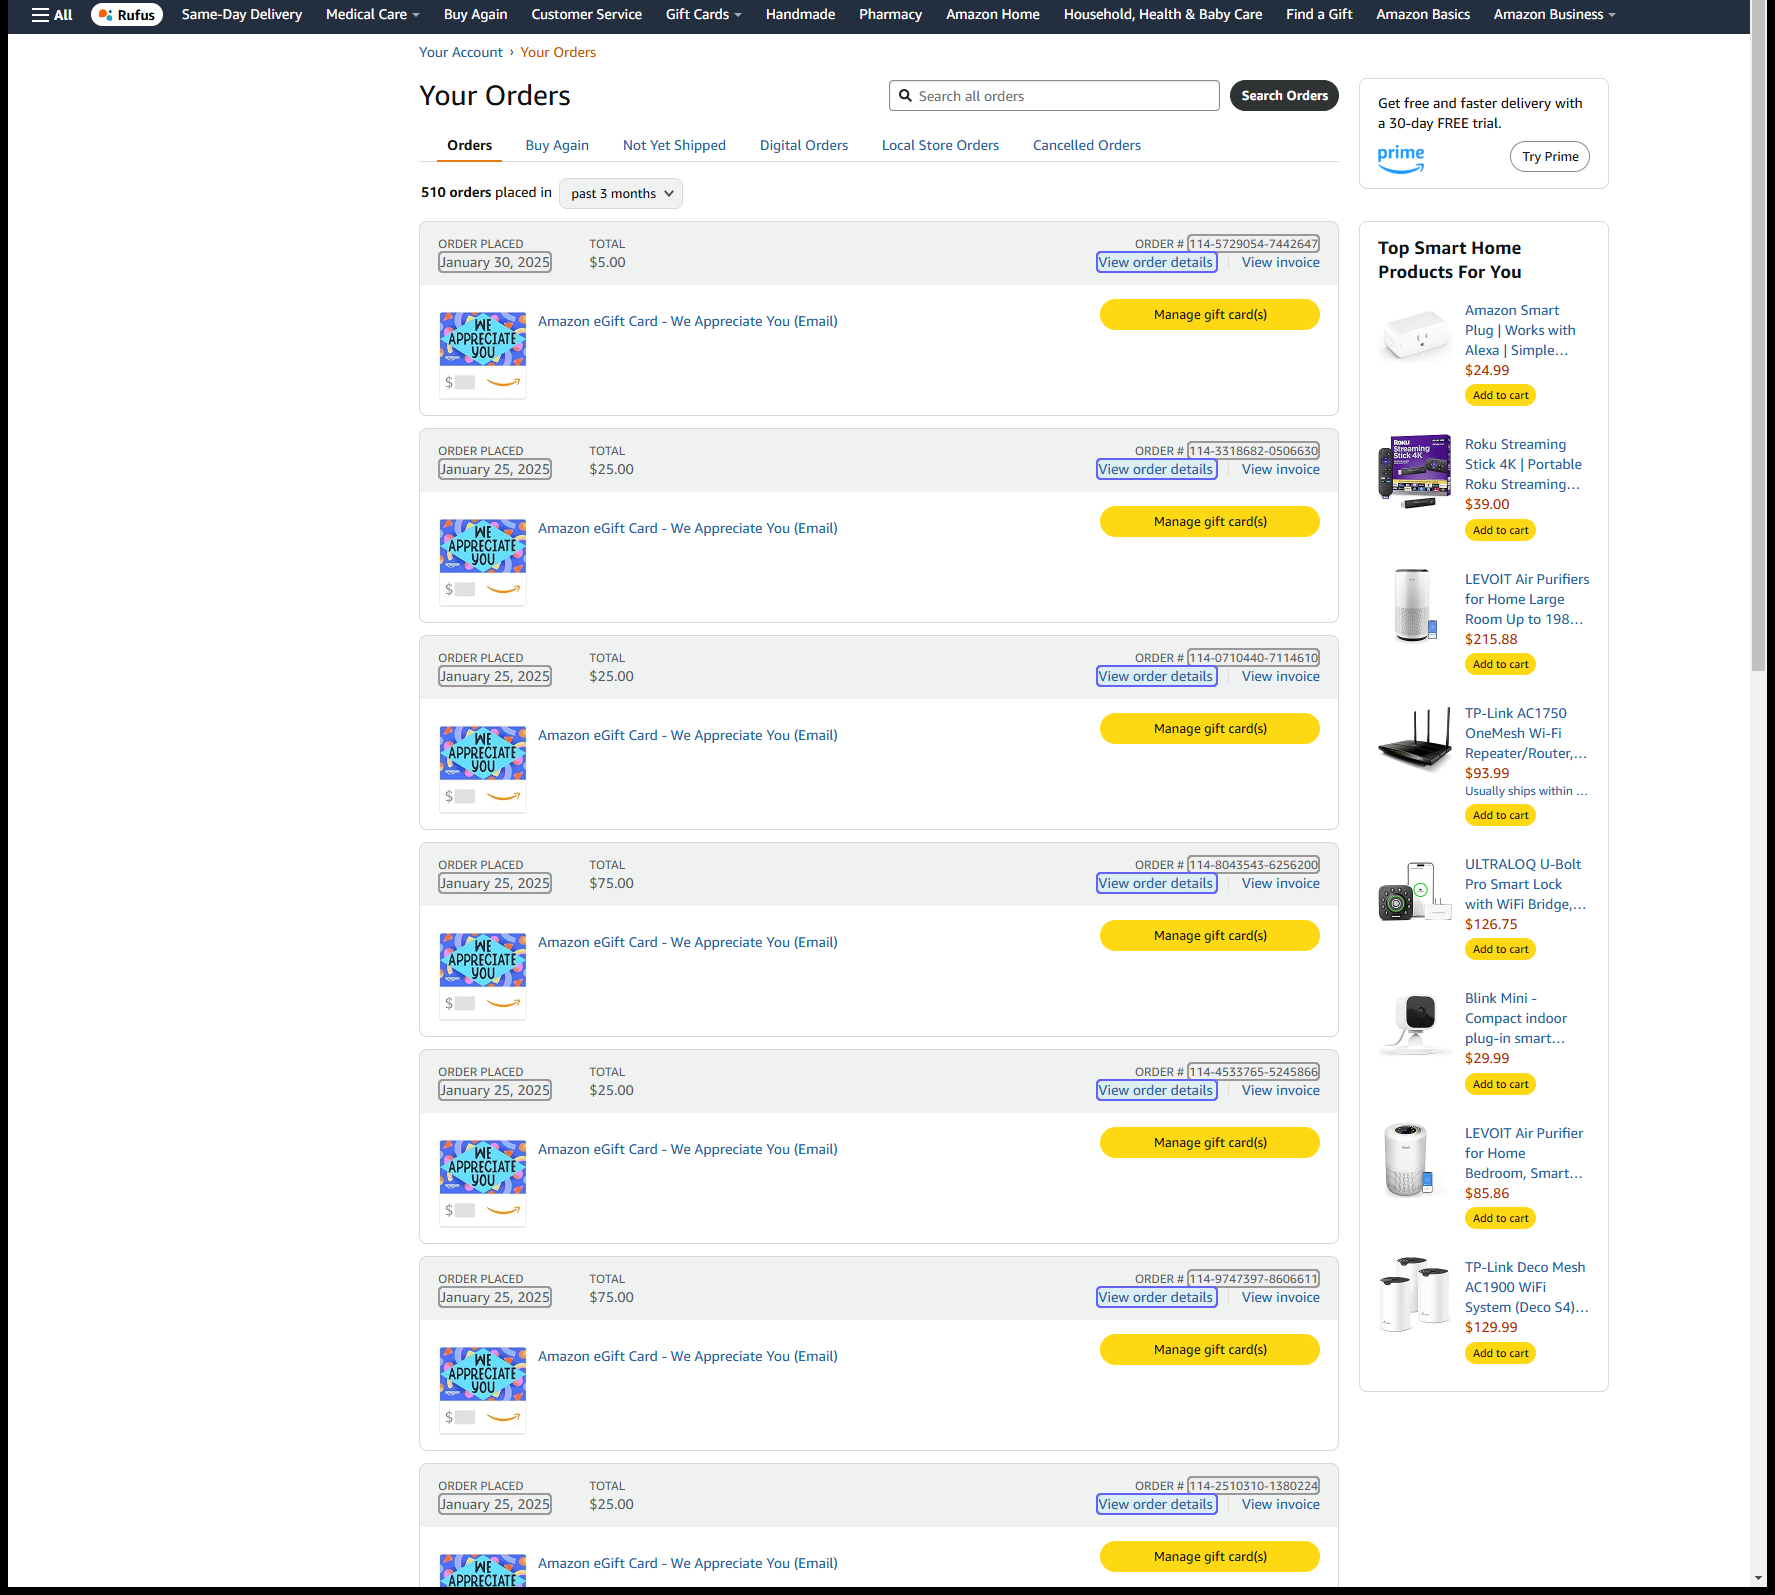 All
Rufus
Same-Day Delivery
Medical Care
Buy Again
Customer Service
Gift Cards
Handmade
Pharmacy
Amazon Home
Household, Health & Baby Care
Find a Gift
Amazon Basics
Amazon Business
Your Account › Your Orders
Your Orders
Search all orders
Search Orders
Orders
Buy Again
Not Yet Shipped
Digital Orders
Local Store Orders
Cancelled Orders
510 orders placed in past 3 months
ORDER PLACED
January 30, 2025
TOTAL
$5.00
ORDER # 114-5729054-7442647
View order details
View invoice
WE
APPRECIATE
YOU
amazon
$
Amazon eGift Card - We Appreciate You (Email)
Manage gift card(s)
ORDER PLACED
January 25, 2025
TOTAL
$25.00
ORDER # 114-3318682-0506630
View order details
View invoice
WE
APPRECIATE
YOU
amazon
$
Amazon eGift Card - We Appreciate You (Email)
Manage gift card(s)
ORDER PLACED
January 25, 2025
TOTAL
$25.00
ORDER # 114-0710440-7114610
View order details
View invoice
WE
APPRECIATE
YOU
amazon
$
Amazon eGift Card - We Appreciate You (Email)
Manage gift card(s)
ORDER PLACED
January 25, 2025
TOTAL
$75.00
ORDER # 114-8043543-6256200
View order details
View invoice
WE
APPRECIATE
YOU
amazon
$
Amazon eGift Card - We Appreciate You (Email)
Manage gift card(s)
ORDER PLACED
January 25, 2025
TOTAL
$25.00
ORDER # 114-4533765-5245866
View order details
View invoice
WE
APPRECIATE
YOU
amazon
$
Amazon eGift Card - We Appreciate You (Email)
Manage gift card(s)
ORDER PLACED
January 25, 2025
TOTAL
$75.00
ORDER # 114-9747397-8606611
View order details
View invoice
WE
APPRECIATE
YOU
amazon
$
Amazon eGift Card - We Appreciate You (Email)
Manage gift card(s)
ORDER PLACED
January 25, 2025
TOTAL
$25.00
ORDER # 114-2510310-1380224
View order details
View invoice
WE
APPRECIATE
Amazon eGift Card - We Appreciate You (Email)
Manage gift card(s)
Get free and faster delivery with
a 30-day FREE trial.
prime
Try Prime
Top Smart Home
Products For You
Amazon Smart
Plug | Works with
Alexa | Simple...
$24.99
Add to cart
Roku
Streaming
Stick 4K
Roku Streaming
Stick 4K | Portable
Roku Streaming...
$39.00
Add to cart
LEVOIT Air Purifiers
for Home Large
Room Up to 198...
$215.88
Add to cart
TP-Link AC1750
OneMesh Wi-Fi
Repeater/Router,...
$93.99
Usually ships within ...
Add to cart
ULTRALOQ U-Bolt
Pro Smart Lock
with WiFi Bridge,...
$126.75
Add to cart
Blink Mini -
Compact indoor
plug-in smart...
$29.99
Add to cart
LEVOIT Air Purifier
for Home
Bedroom, Smart...
$85.86
Add to cart
TP-Link Deco Mesh
AC1900 WiFi
System (Deco S4)...
$129.99
Add to cart